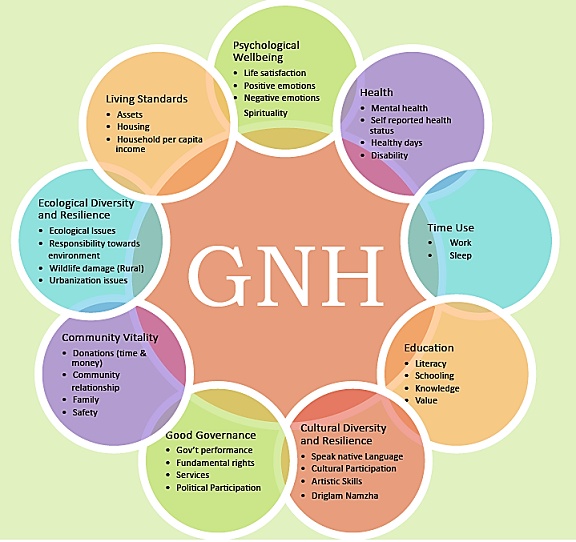 Psychological
Wellbeing
• Life satisfaction
• Positive emotions
• Negative emotions
Spirituality
Health
• Mental health
• Self reported health
status
• Healthy days
• Disability
Time Use
• Work
• Sleep
Education
• Literacy
• Schooling
• Knowledge
• Value
Cultural Diversity
and Resilience
• Speak native Language
• Cultural Participation
• Artistic Skills
• Driglam Namzha
Good Governance
• Gov't performance
• Fundamental rights
• Services
• Political Participation
Community Vitality
• Donations (time &
money)
• Community
relationship
• Family
• Safety
Ecological Diversity
and Resilience
• Ecological Issues
• Responsibility towards
environment
• Wildlife damage (Rural)
• Urbanization issues
Living Standards
• Assets
• Housing
• Household per capita
income
GNH